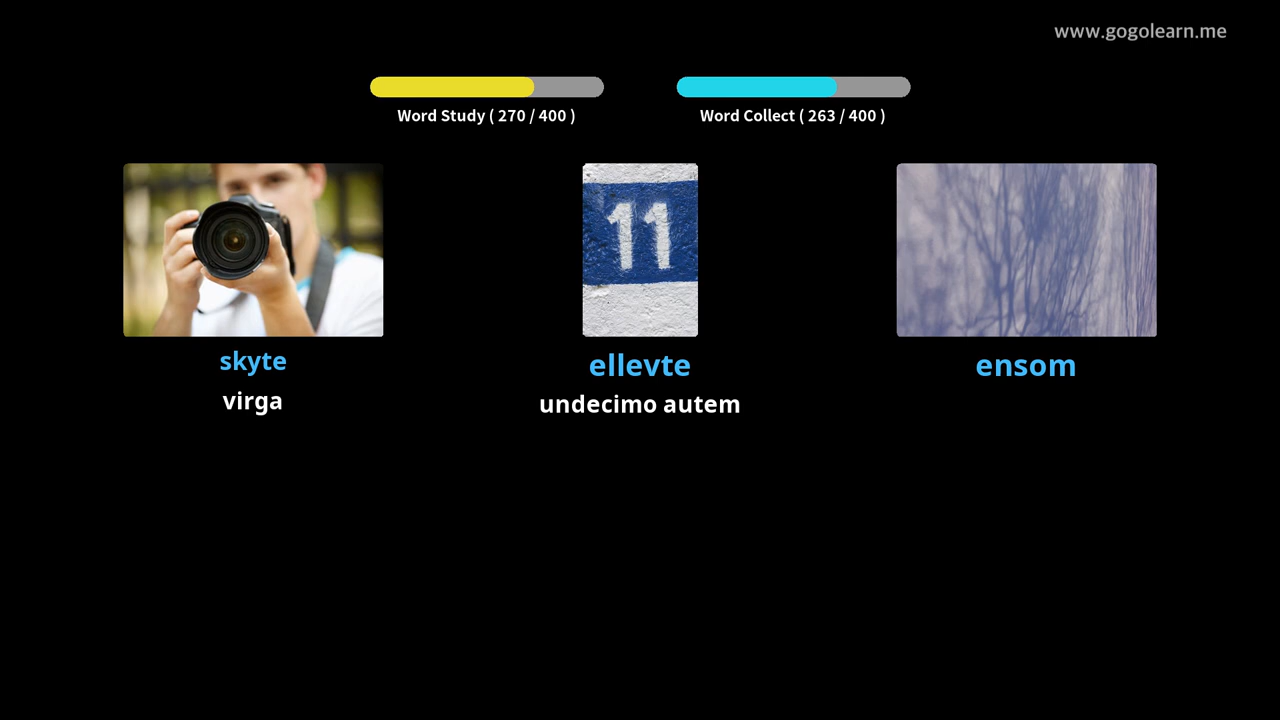 www.gogolearn.me
Word Study ( 270 / 400 )
Word Collect ( 263 / 400 )
11
skyte
virga
ellevte
undecimo autem
ensom